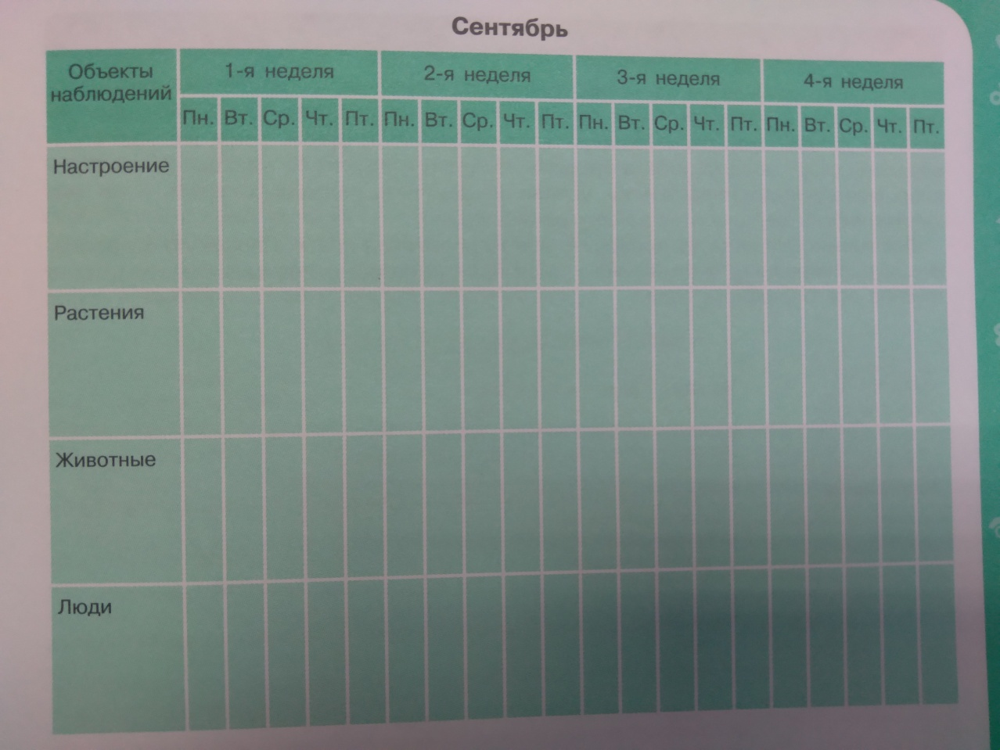 Сентябрь
Объекты
наблюдений
1-я неделя 2-я неделя 3-я неделя 4-я неделя
Пн. Вт. Ср. Чт. Пт. Пн. Вт. Ср. Чт. Пт. Пн. Вт. Ср. Чт. Пт. Пн. Вт. Ср. Чт. Пт.
Настроение
Растения
Животные
Люди